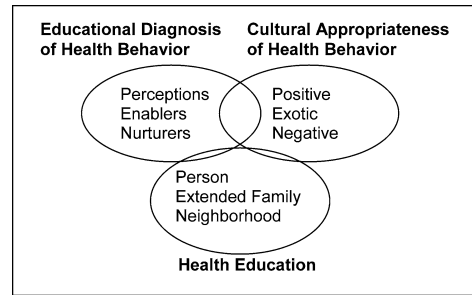 Educational Diagnosis
of Health Behavior
Cultural Appropriateness
of Health Behavior
Perceptions
Enablers
Nurturers
Positive
Exotic
Negative
Person
Extended Family
Neighborhood
Health Education